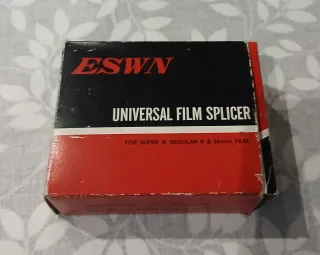 ESWN
UNIVERSAL FILM SPLICER
FOR SUPER 8, REGULAR 8 & 16mm FILM